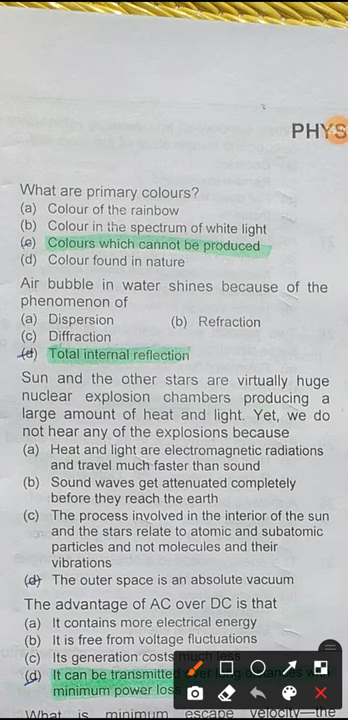 PHYS
What are primary colours?
(a) Colour of the rainbow
(b) Colour in the spectrum of white light
(c) Colours which cannot be produced
(d) Colour found in nature
Air bubble in water shines because of the
phenomenon of
(a) Dispersion (b) Refraction
(c) Diffraction
(d) Total internal reflection
Sun and the other stars are virtually huge
nuclear explosion chambers producing a
large amount of heat and light. Yet, we do
not hear any of the explosions because
(a) Heat and light are electromagnetic radiations
and travel much faster than sound
(b) Sound waves get attenuated completely
before they reach the earth
(c) The process involved in the interior of the sun
and the stars relate to atomic and subatomic
particles and not molecules and their
vibrations
(d) The outer space is an absolute vacuum
The advantage of AC over DC is that
(a) It contains more electrical energy
(b) It is free from voltage fluctuations
(c) Its generation costs much less
(d) It can be transmitted over long distances with
minimum power loss
What is minimum escape velocity—the